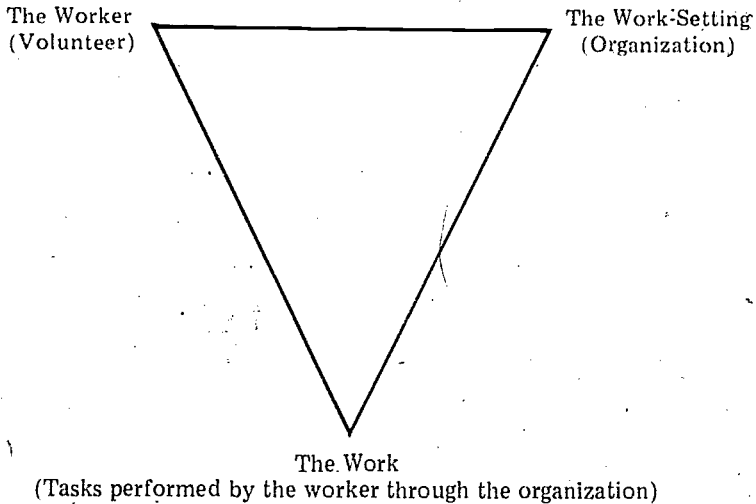 The Worker
(Volunteer)
The Work-Setting
(Organization)
The Work
(Tasks performed by the worker through the organization)